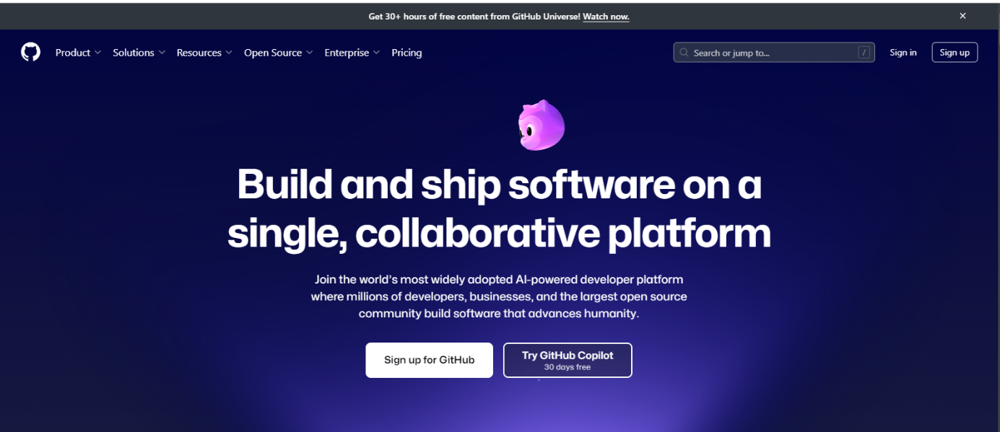 Get 30+ hours of free content from GitHub Universe! Watch now.
Product Solutions Resources Open Source Enterprise Pricing Search or jump to... / Sign in Sign up
Build and ship software on a
single, collaborative platform
Join the world's most widely adopted AI-powered developer platform
where millions of developers, businesses, and the largest open source
community build software that advances humanity.
Sign up for GitHub Try GitHub Copilot
30 days free